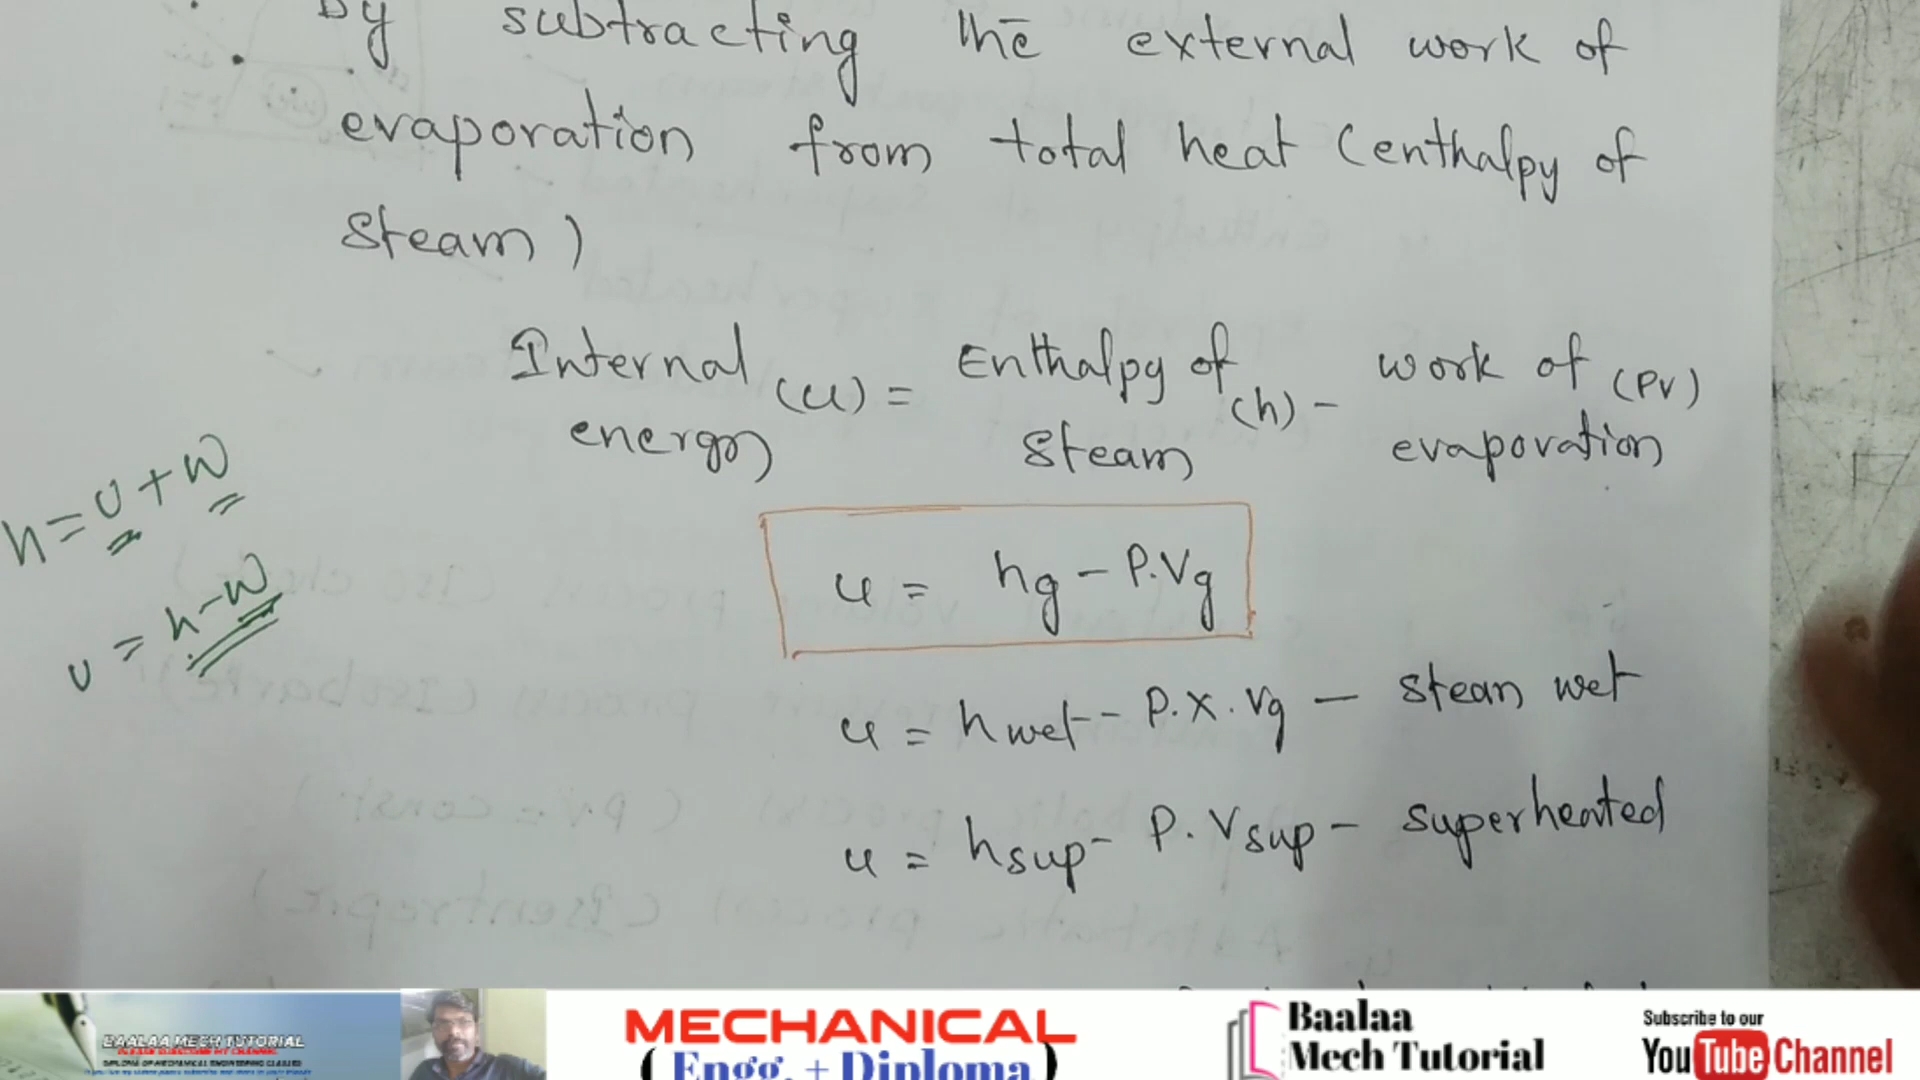 By subtracting the external work of
evaporation from total heat (enthalpy of
steam)
Internal energy (u) = Enthalpy of steam (h) - work of evaporation (PV)
h = u + w
u = h - w
u = hg - P.Vg
u = hwet - P.x.Vg - stean wet
u = hsup - P.Vsup - superheated
BAALAA MECH TUTORIAL
MECHANICAL
( Engg. + Diploma )
Baalaa
Mech Tutorial
Subscribe to our
YouTube Channel